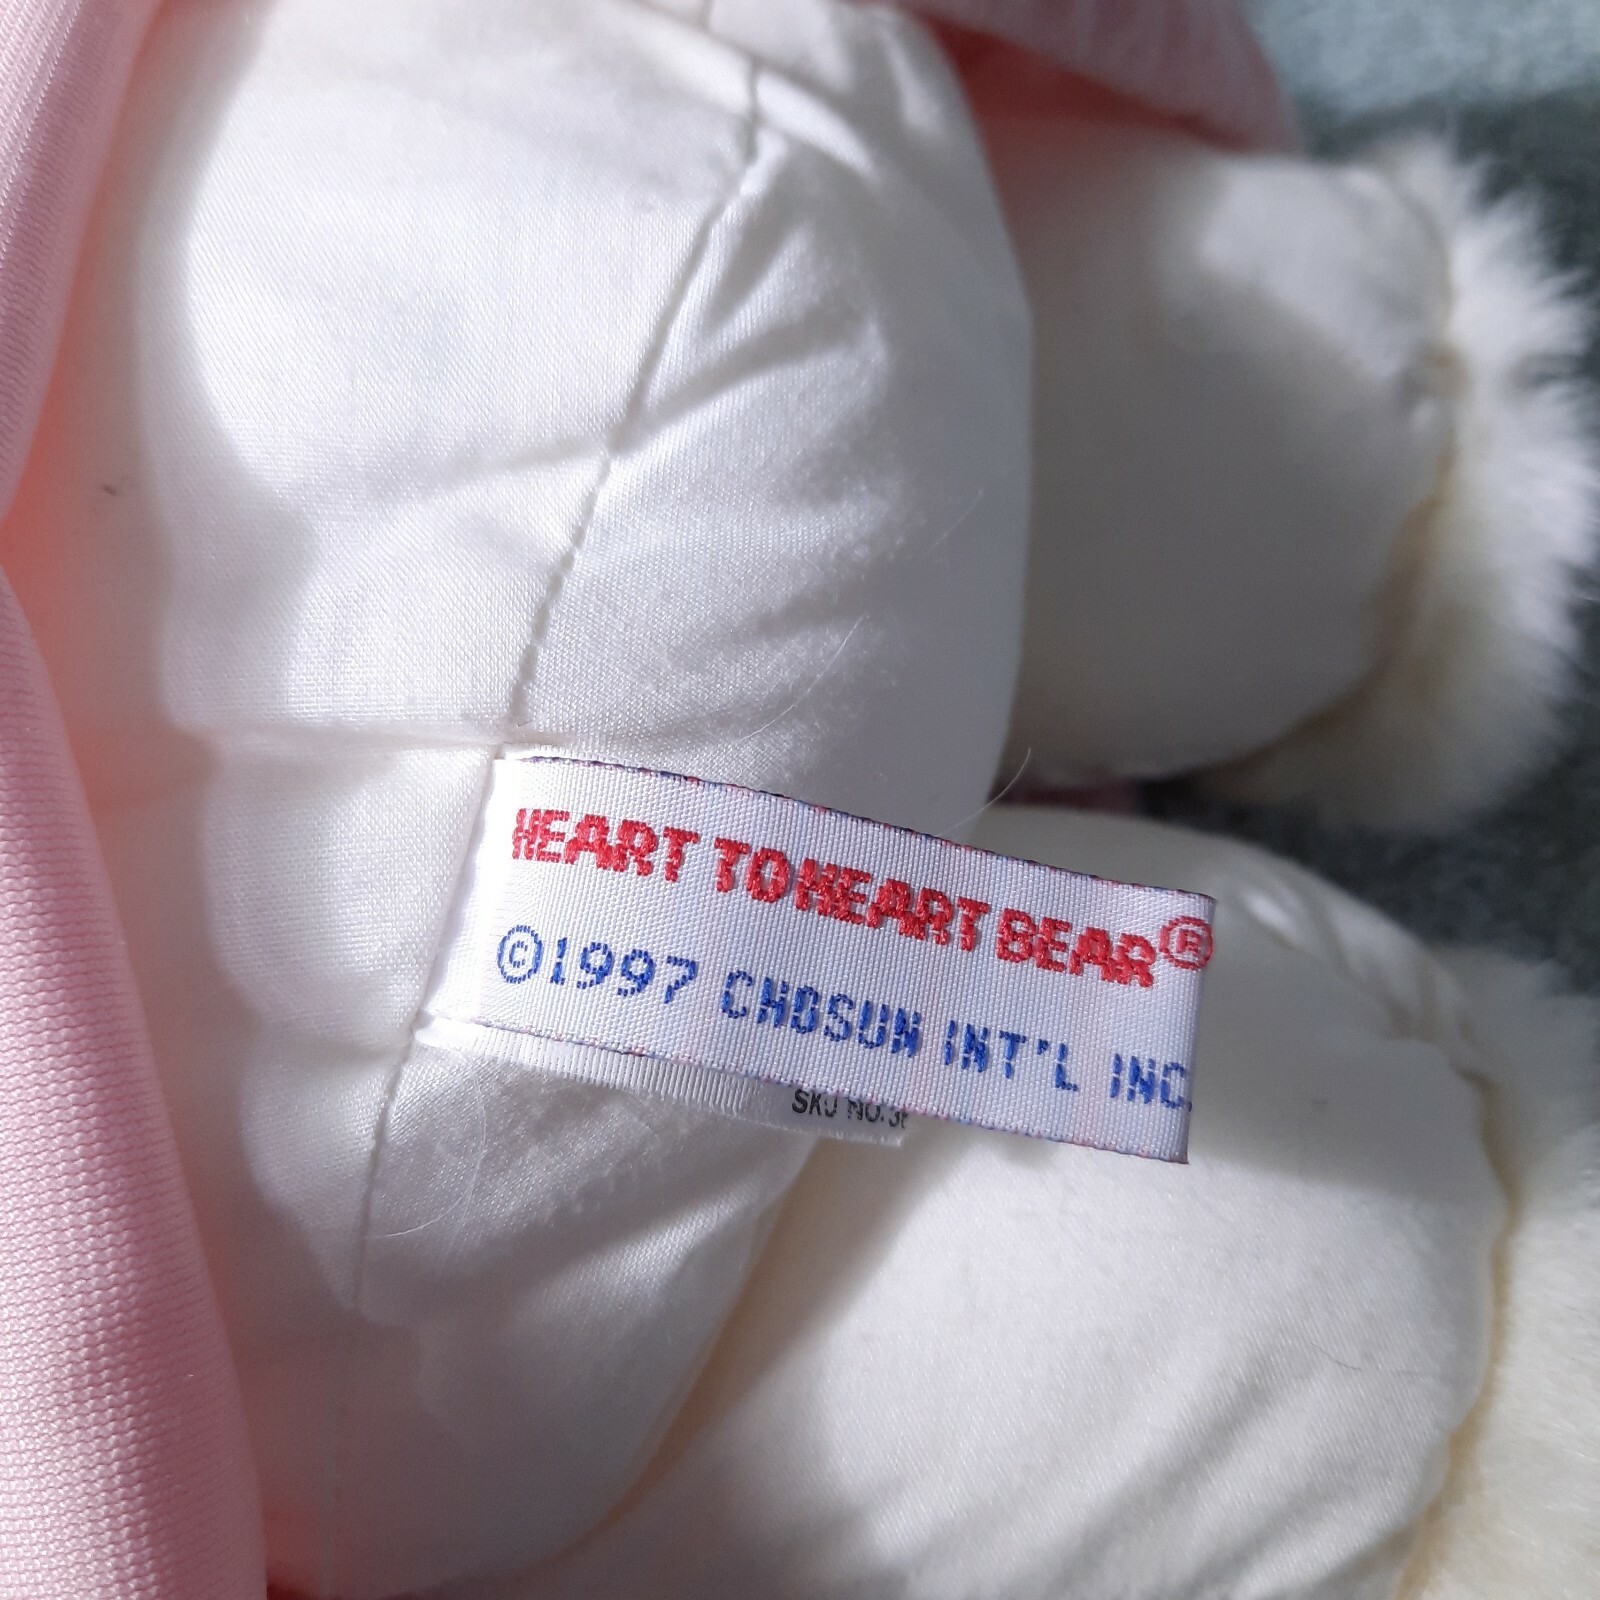 HEART TO HEART BEAR®
©1997 CHOSUN INT'L INC.
SKU NO.